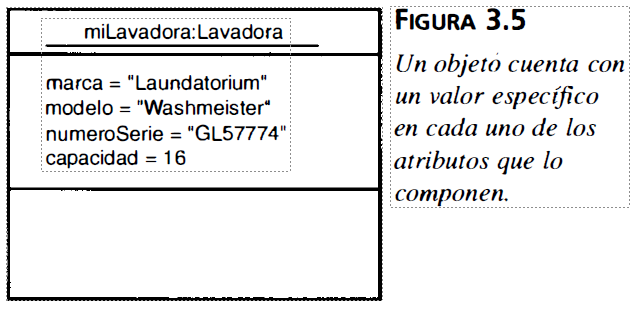 miLavadora:Lavadora
marca = "Laundatorium"
modelo = "Washmeister"
numeroSerie = "GL57774"
capacidad = 16
FIGURA 3.5
Un objeto cuenta con
un valor específico
en cada uno de los
atributos que lo
componen.